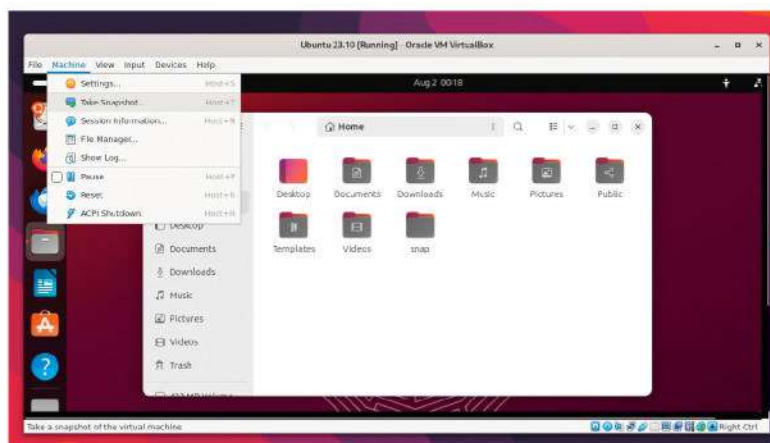 Ubuntu 23.10 [Running] - Oracle VM VirtualBox
File Machine View Input Devices Help
Aug 2 00:18
Settings... Host+S
Take Snapshot... Host+T
Session Information... Host+N
File Manager...
Show Log...
Pause Host+P
Reset Host+R
ACPI Shutdown Host+H
Home
Desktop Documents Downloads Music Pictures Public
Templates Videos snap
Desktop
Documents
Downloads
Music
Pictures
Videos
Trash
Take a snapshot of the virtual machine
Right Ctrl